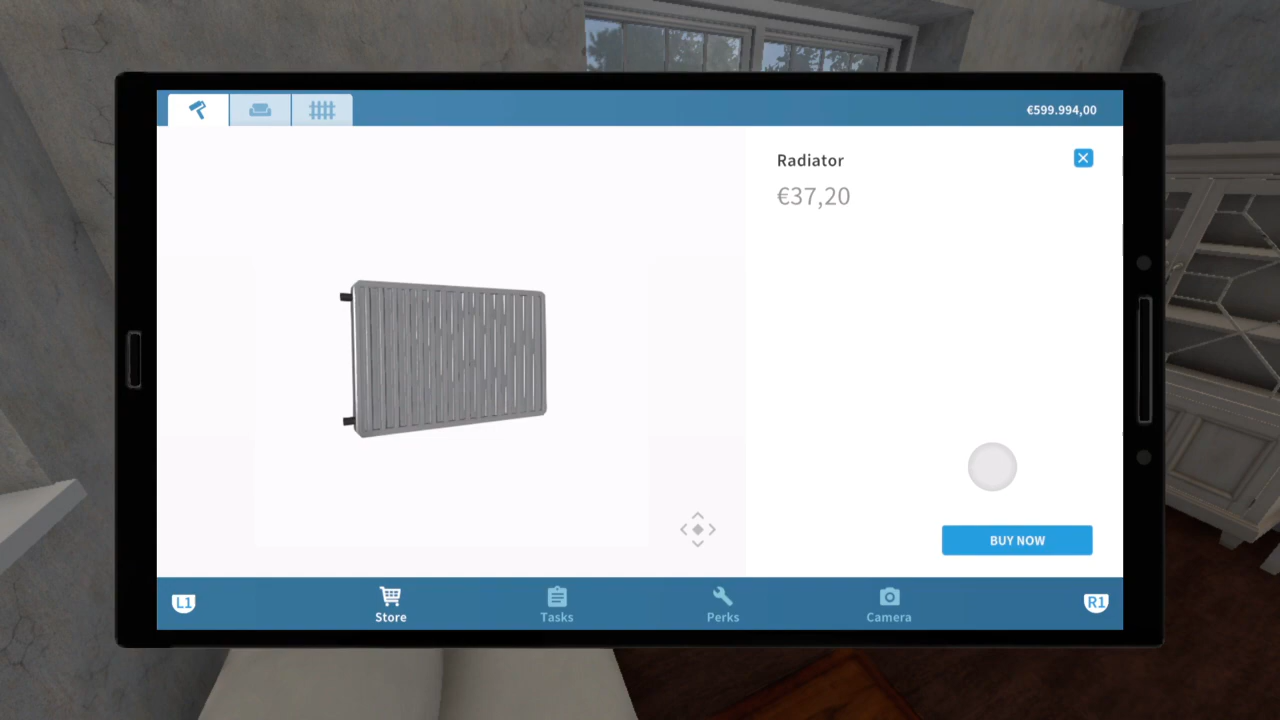 €599.994,00
Radiator
€37,20
BUY NOW
L1
Store
Tasks
Perks
Camera
R1